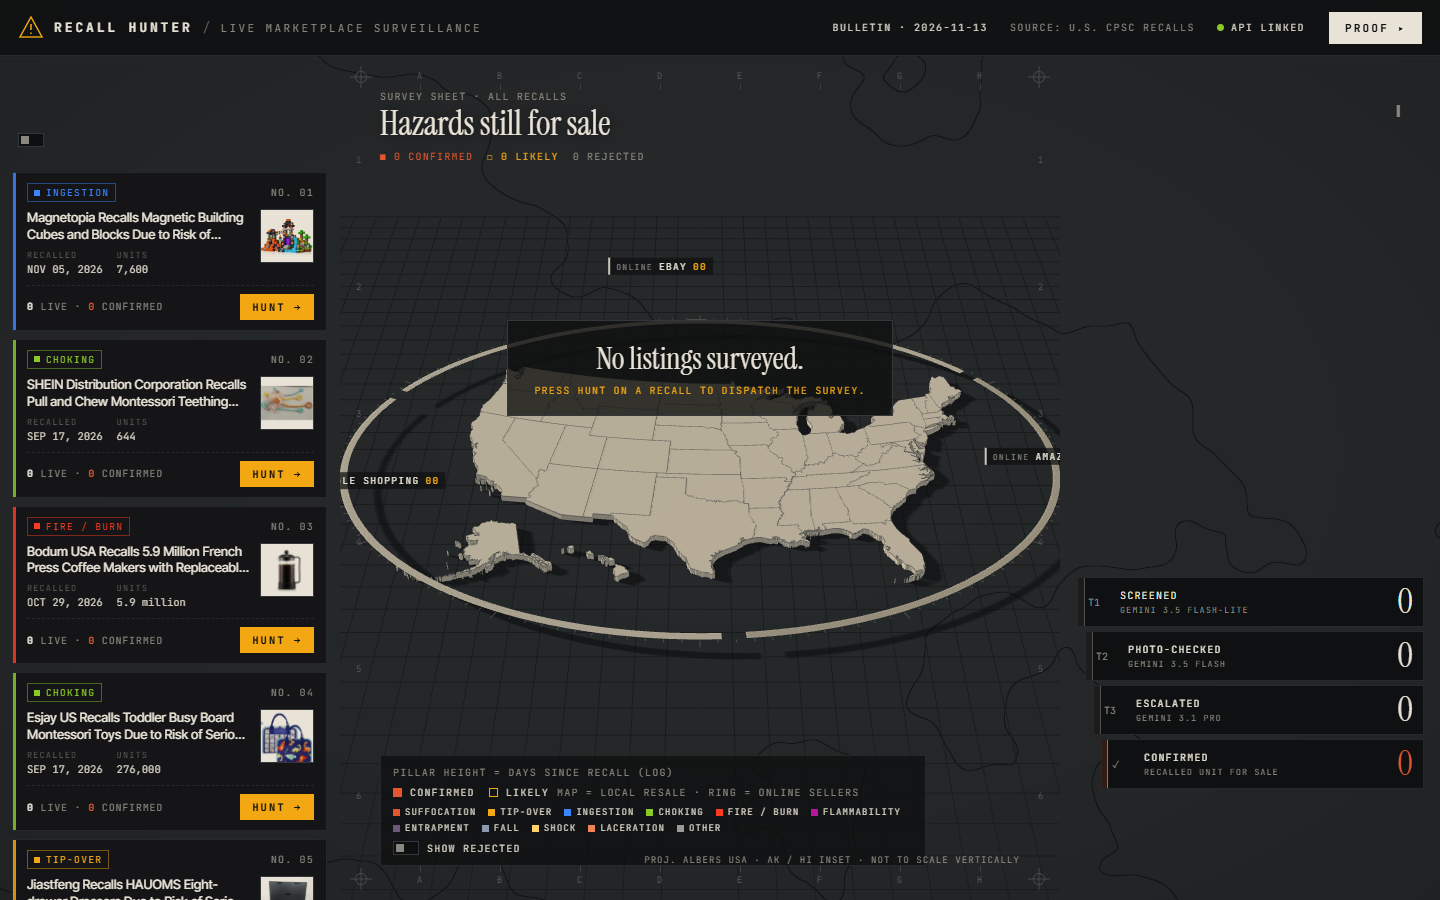 RECALL HUNTER / LIVE MARKETPLACE SURVEILLANCE
BULLETIN · 2026-11-13
SOURCE: U.S. CPSC RECALLS
API LINKED
PROOF ▸
INGESTION
NO. 01
Magnetopia Recalls Magnetic Building
Cubes and Blocks Due to Risk of...
RECALLED UNITS
NOV 05, 2026 7,600
0 LIVE · 0 CONFIRMED
HUNT →
CHOKING
NO. 02
SHEIN Distribution Corporation Recalls
Pull and Chew Montessori Teething...
RECALLED UNITS
SEP 17, 2026 644
0 LIVE · 0 CONFIRMED
HUNT →
FIRE / BURN
NO. 03
Bodum USA Recalls 5.9 Million French
Press Coffee Makers with Replaceabl...
RECALLED UNITS
OCT 29, 2026 5.9 million
0 LIVE · 0 CONFIRMED
HUNT →
CHOKING
NO. 04
Esjay US Recalls Toddler Busy Board
Montessori Toys Due to Risk of Serio...
RECALLED UNITS
SEP 17, 2026 276,000
0 LIVE · 0 CONFIRMED
HUNT →
TIP-OVER
NO. 05
Jiastfeng Recalls HAUOMS Eight-
A B C D E F G H
SURVEY SHEET · ALL RECALLS
Hazards still for sale
0 CONFIRMED 0 LIKELY 0 REJECTED
1 1
ONLINE EBAY 00
2 2
No listings surveyed.
PRESS HUNT ON A RECALL TO DISPATCH THE SURVEY.
3 3
ONLINE AMAZ
LE SHOPPING 00
4 4
5 5
6 6
PILLAR HEIGHT = DAYS SINCE RECALL (LOG)
CONFIRMED LIKELY MAP = LOCAL RESALE · RING = ONLINE SELLERS
SUFFOCATION TIP-OVER INGESTION CHOKING FIRE / BURN FLAMMABILITY
ENTRAPMENT FALL SHOCK LACERATION OTHER
SHOW REJECTED
PROJ. ALBERS USA · AK / HI INSET · NOT TO SCALE VERTICALLY
A B C D E F G H
T1 SCREENED 0
GEMINI 3.5 FLASH-LITE
T2 PHOTO-CHECKED 0
GEMINI 3.5 FLASH
T3 ESCALATED 0
GEMINI 3.1 PRO
✓ CONFIRMED 0
RECALLED UNIT FOR SALE